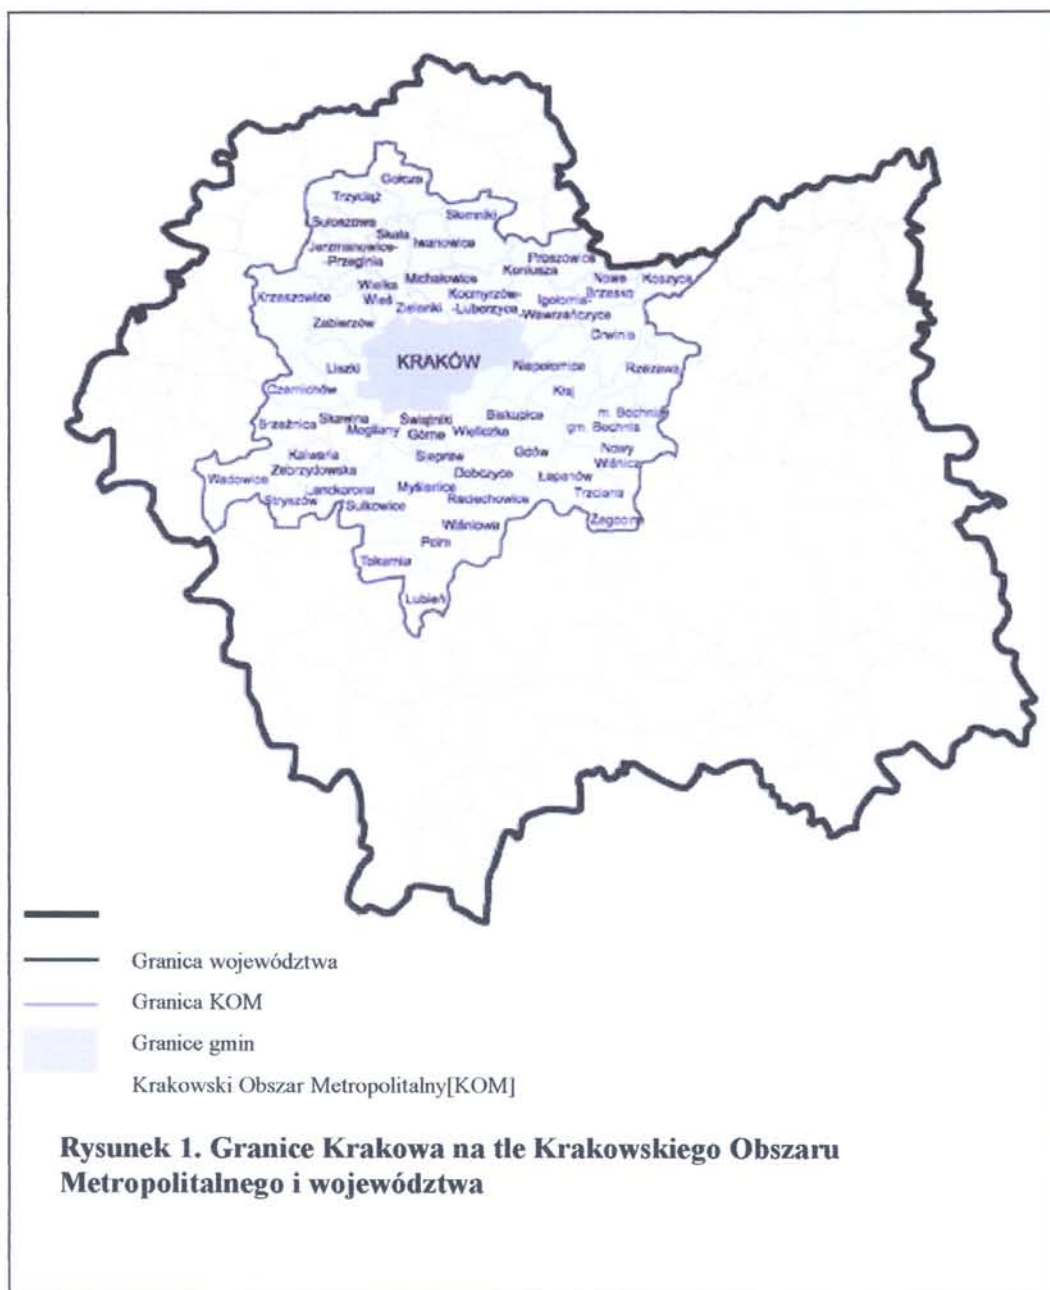 Gołcza
Trzyciąż
Słomniki
Sułoszowa
Skała
Iwanowice
Jerzmanowice-
-Przeginia
Proszowice
Koniusza
Wielka
Wieś
Michałowice
Nowe
Brzesko
Koszyce
Krzeszowice
Zielonki
Kocmyrzów-
-Luborzyca
Igołomia-
-Wawrzeńczyce
Zabierzów
Drwinia
KRAKÓW
Liszki
Niepołomice
Rzezawa
Czernichów
Kłaj
Brzeźnica
Skawina
Mogilany
Świątniki
Górne
Wieliczka
Biskupice
m. Bochnia
gm. Bochnia
Kalwaria
Zebrzydowska
Siepraw
Gdów
Nowy
Wiśnicz
Wadowice
Dobczyce
Łapanów
Stryszów
Lanckorona
Myślenice
Raciechowice
Trzciana
Sułkowice
Wiśniowa
Żegocina
Pcim
Tokarnia
Lubień
Granica województwa
Granica KOM
Granice gmin
Krakowski Obszar Metropolitalny[KOM]
Rysunek 1. Granice Krakowa na tle Krakowskiego Obszaru
Metropolitalnego i województwa